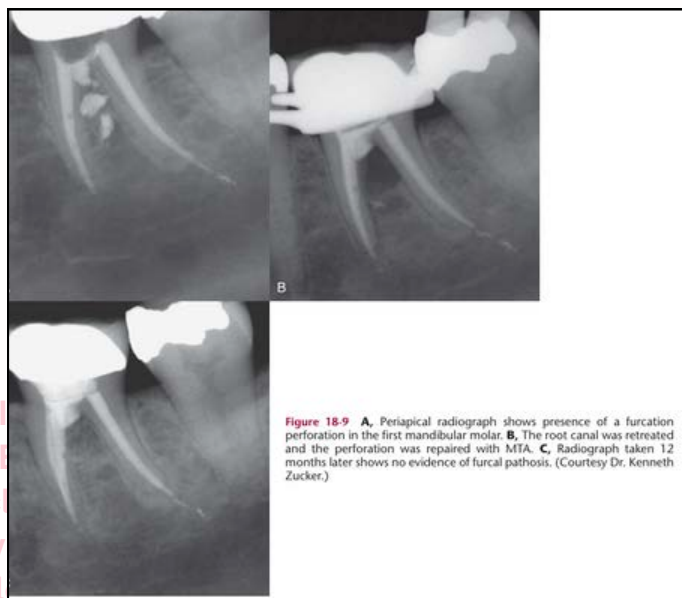 B
Figure 18-9 A, Periapical radiograph shows presence of a furcation
perforation in the first mandibular molar. B, The root canal was retreated
and the perforation was repaired with MTA. C, Radiograph taken 12
months later shows no evidence of furcal pathosis. (Courtesy Dr. Kenneth
Zucker.)